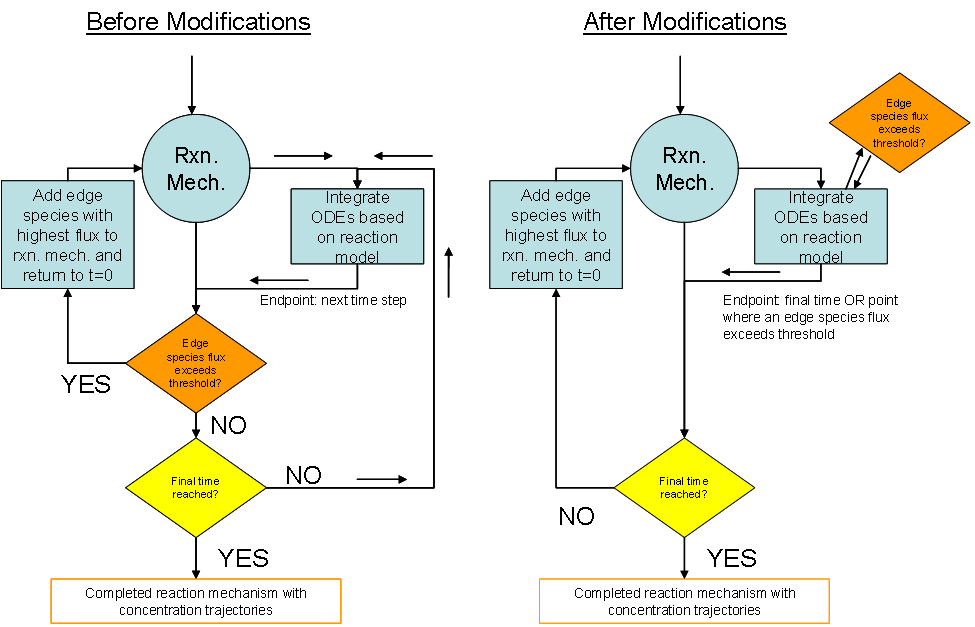 Before Modifications
Rxn.
Mech.
Add edge
species with
highest flux to
rxn. mech. and
return to t=0
Integrate
ODEs based
on reaction
model
Endpoint: next time step
Edge
species flux
exceeds
threshold?
YES
NO
Final time
reached?
NO
YES
Completed reaction mechanism with
concentration trajectories
After Modifications
Edge
species flux
exceeds
threshold?
Rxn.
Mech.
Add edge
species with
highest flux to
rxn. mech. and
return to t=0
Integrate
ODEs based
on reaction
model
Endpoint: final time OR point
where an edge species flux
exceeds threshold
Final time
reached?
NO
YES
Completed reaction mechanism with
concentration trajectories